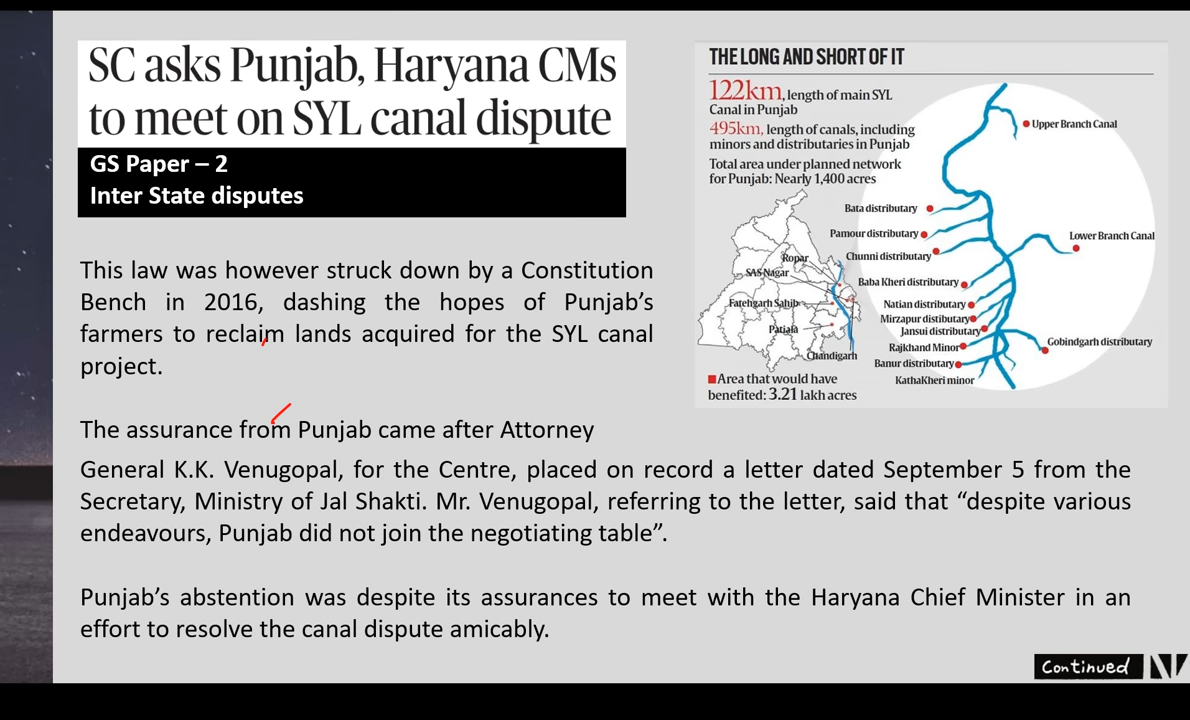 SC asks Punjab, Haryana CMs
to meet on SYL canal dispute
GS Paper – 2
Inter State disputes
This law was however struck down by a Constitution
Bench in 2016, dashing the hopes of Punjab’s
farmers to reclaim lands acquired for the SYL canal
project.
The assurance from Punjab came after Attorney
General K.K. Venugopal, for the Centre, placed on record a letter dated September 5 from the
Secretary, Ministry of Jal Shakti. Mr. Venugopal, referring to the letter, said that “despite various
endeavours, Punjab did not join the negotiating table”.
Punjab’s abstention was despite its assurances to meet with the Haryana Chief Minister in an
effort to resolve the canal dispute amicably.
THE LONG AND SHORT OF IT
122km, length of main SYL
Canal in Punjab
495km, length of canals, including
minors and distributaries in Punjab
Total area under planned network
for Punjab: Nearly 1,400 acres
Upper Branch Canal
Bata distributary
Pamour distributary
Lower Branch Canal
Chunni distributary
Baba Kheri distributary
Natian distributary
Mirzapur distibutary
Jansui distributary
Gobindgarh distributary
Rajkhand Minor
Banur distributary
KathaKheri minor
Ropar
SAS Nagar
Fatehgarh Sahib
Patiala
Chandigarh
Area that would have
benefited: 3.21 lakh acres
Continued